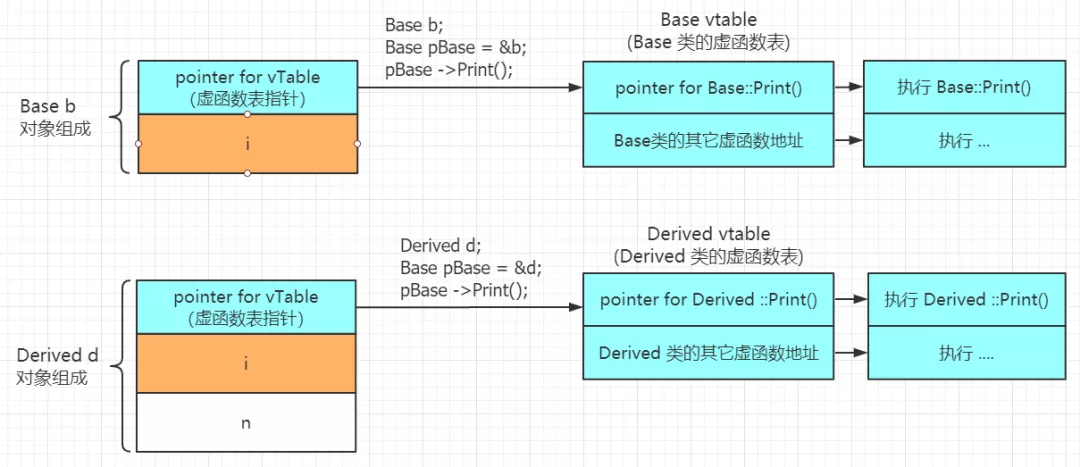 Base b;
Base pBase = &b;
pBase ->Print();
Base vtable
(Base 类的虚函数表)
Base b
对象组成
pointer for vTable
(虚函数表指针)
i
pointer for Base::Print()
执行 Base::Print()
Base类的其它虚函数地址
执行 ...
Derived d;
Base pBase = &d;
pBase ->Print();
Derived vtable
(Derived 类的虚函数表)
Derived d
对象组成
pointer for vTable
(虚函数表指针)
i
n
pointer for Derived ::Print()
执行 Derived ::Print()
Derived 类的其它虚函数地址
执行 ....